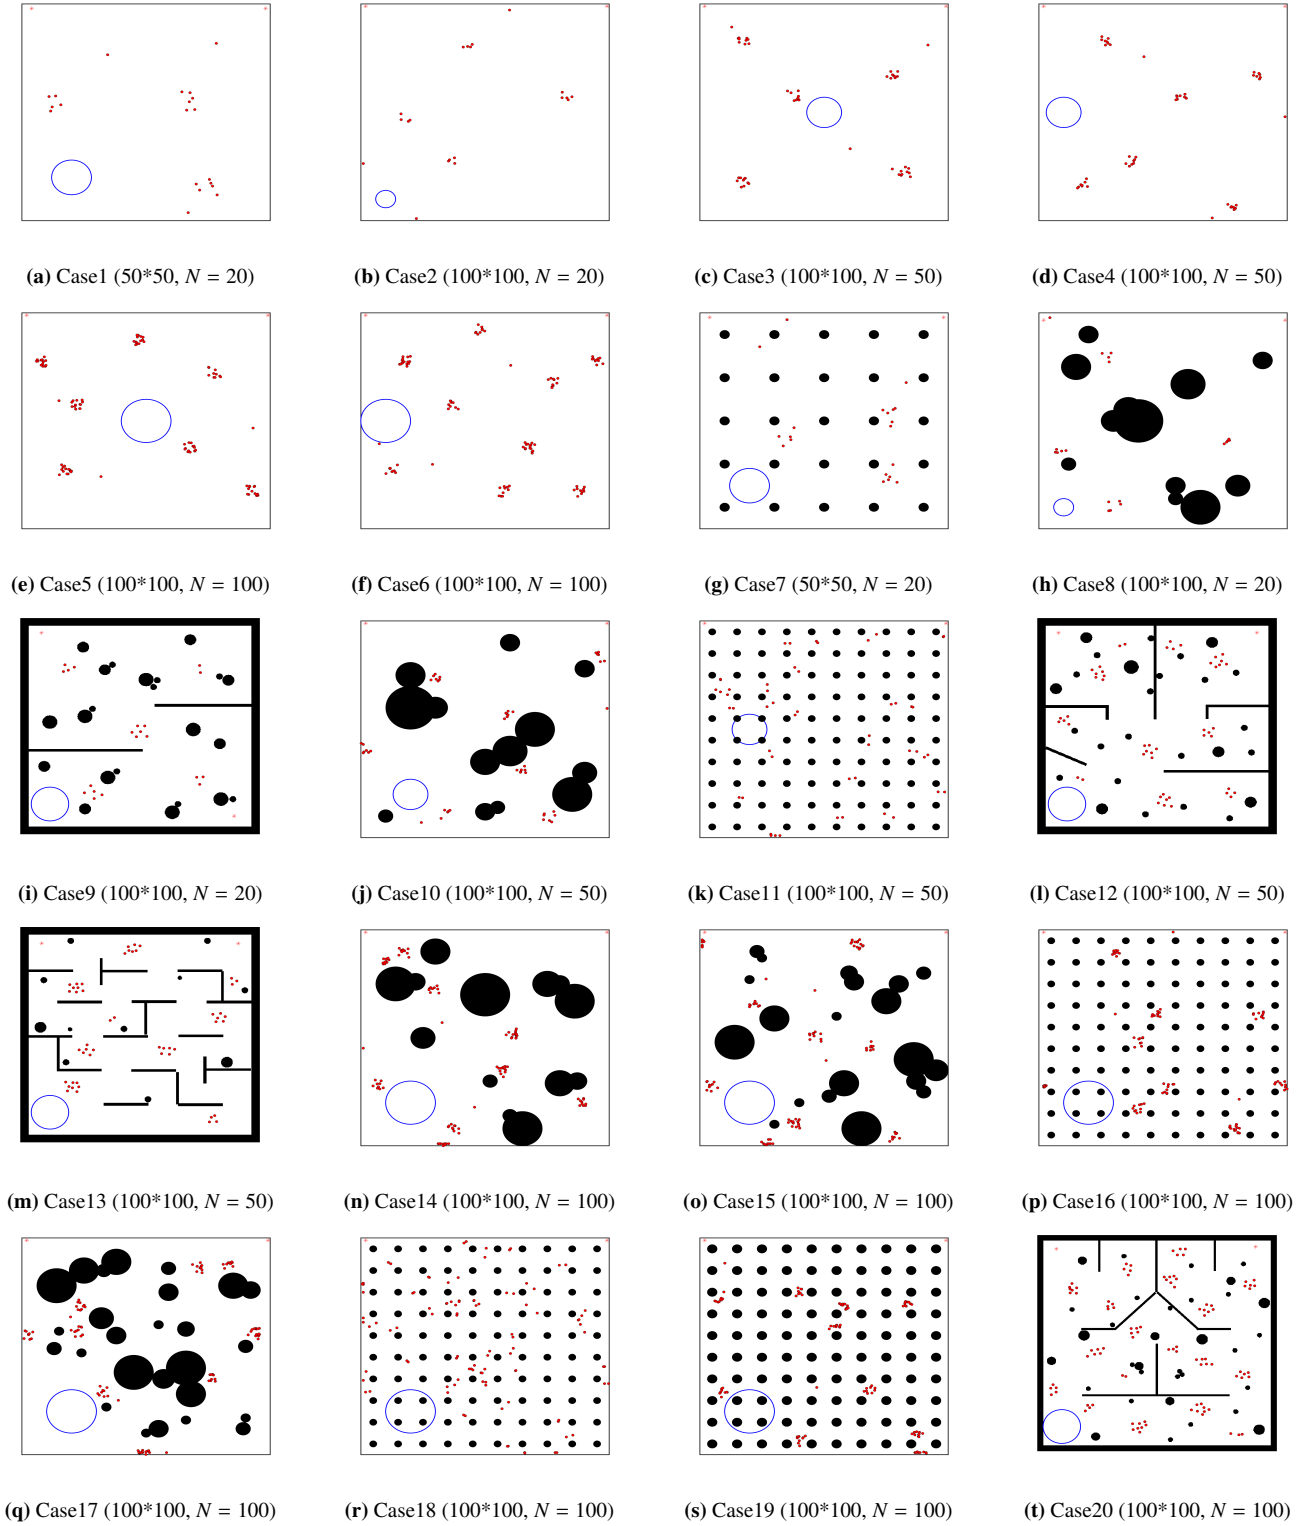 (a) Case1 (50*50, N = 20)
(b) Case2 (100*100, N = 20)
(c) Case3 (100*100, N = 50)
(d) Case4 (100*100, N = 50)
(e) Case5 (100*100, N = 100)
(f) Case6 (100*100, N = 100)
(g) Case7 (50*50, N = 20)
(h) Case8 (100*100, N = 20)
(i) Case9 (100*100, N = 20)
(j) Case10 (100*100, N = 50)
(k) Case11 (100*100, N = 50)
(l) Case12 (100*100, N = 50)
(m) Case13 (100*100, N = 50)
(n) Case14 (100*100, N = 100)
(o) Case15 (100*100, N = 100)
(p) Case16 (100*100, N = 100)
(q) Case17 (100*100, N = 100)
(r) Case18 (100*100, N = 100)
(s) Case19 (100*100, N = 100)
(t) Case20 (100*100, N = 100)